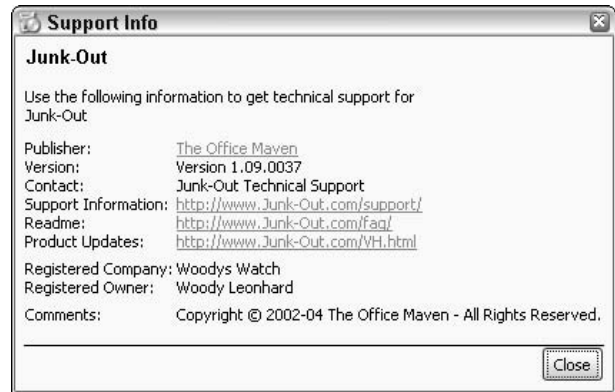 Support Info
Junk-Out
Use the following information to get technical support for
Junk-Out
Publisher: The Office Maven
Version: Version 1.09.0037
Contact: Junk-Out Technical Support
Support Information: http://www.Junk-Out.com/support/
Readme: http://www.Junk-Out.com/faq/
Product Updates: http://www.Junk-Out.com/VH.html
Registered Company: Woodys Watch
Registered Owner: Woody Leonhard
Comments: Copyright © 2002-04 The Office Maven - All Rights Reserved.
Close